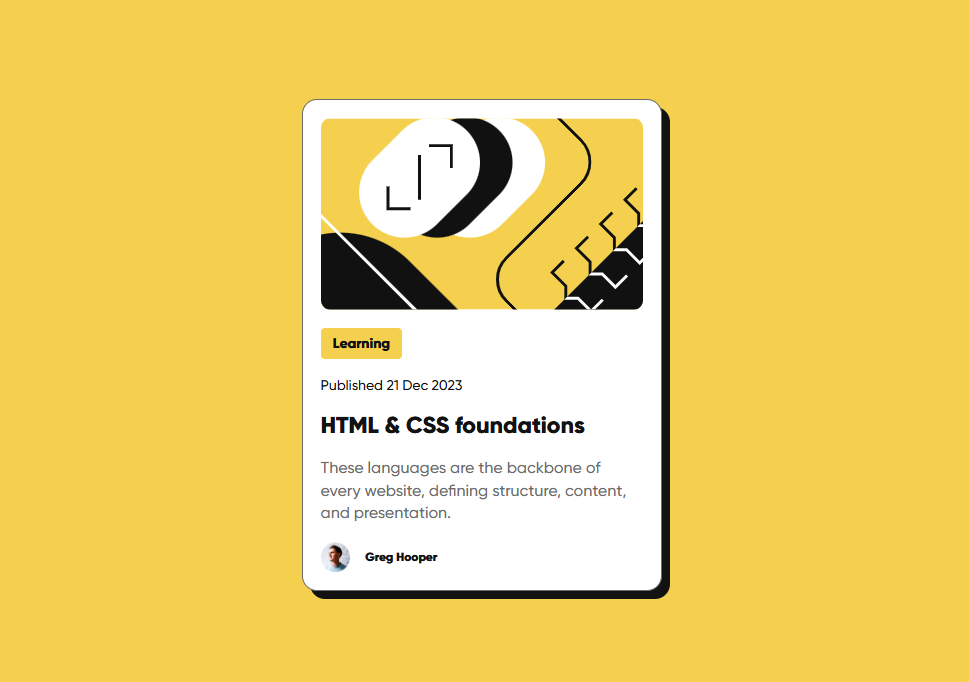 Learning
Published 21 Dec 2023
HTML & CSS foundations
These languages are the backbone of
every website, defining structure, content,
and presentation.
Greg Hooper